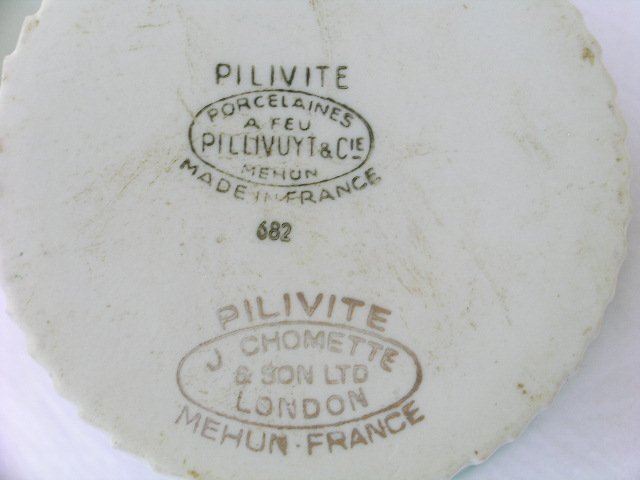 PILIVITE
PORCELAINES
A FEU
PILLIVUYT & CIE
MEHUN
MADE IN FRANCE
682
PILIVITE
J CHOMETTE
& SON LTD
LONDON
MEHUN·FRANCE